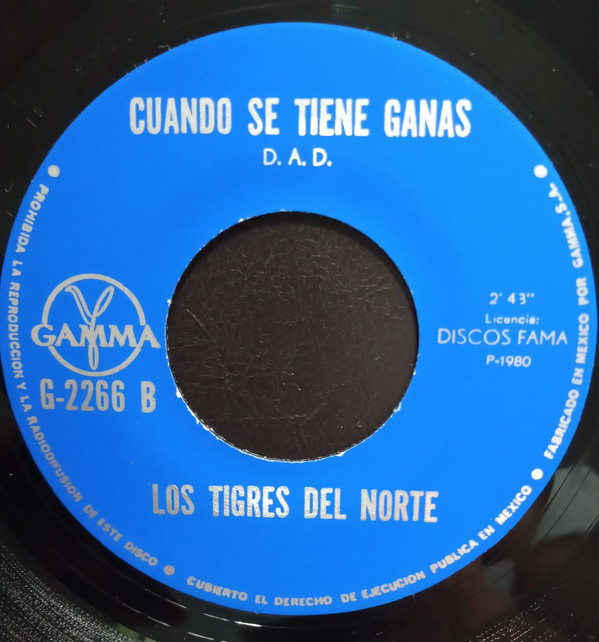 CUANDO SE TIENE GANAS
D. A. D.
GAMMA
G-2266 B
2' 43"
Licencia:
DISCOS FAMA
P-1980
LOS TIGRES DEL NORTE
PROHIBIDA LA REPRODUCCION Y LA RADIODIFUSION DE ESTE DISCO
CUBIERTO EL DERECHO DE EJECUCION PUBLICA EN MEXICO
FABRICADO EN MEXICO POR GAMMA, S.A.